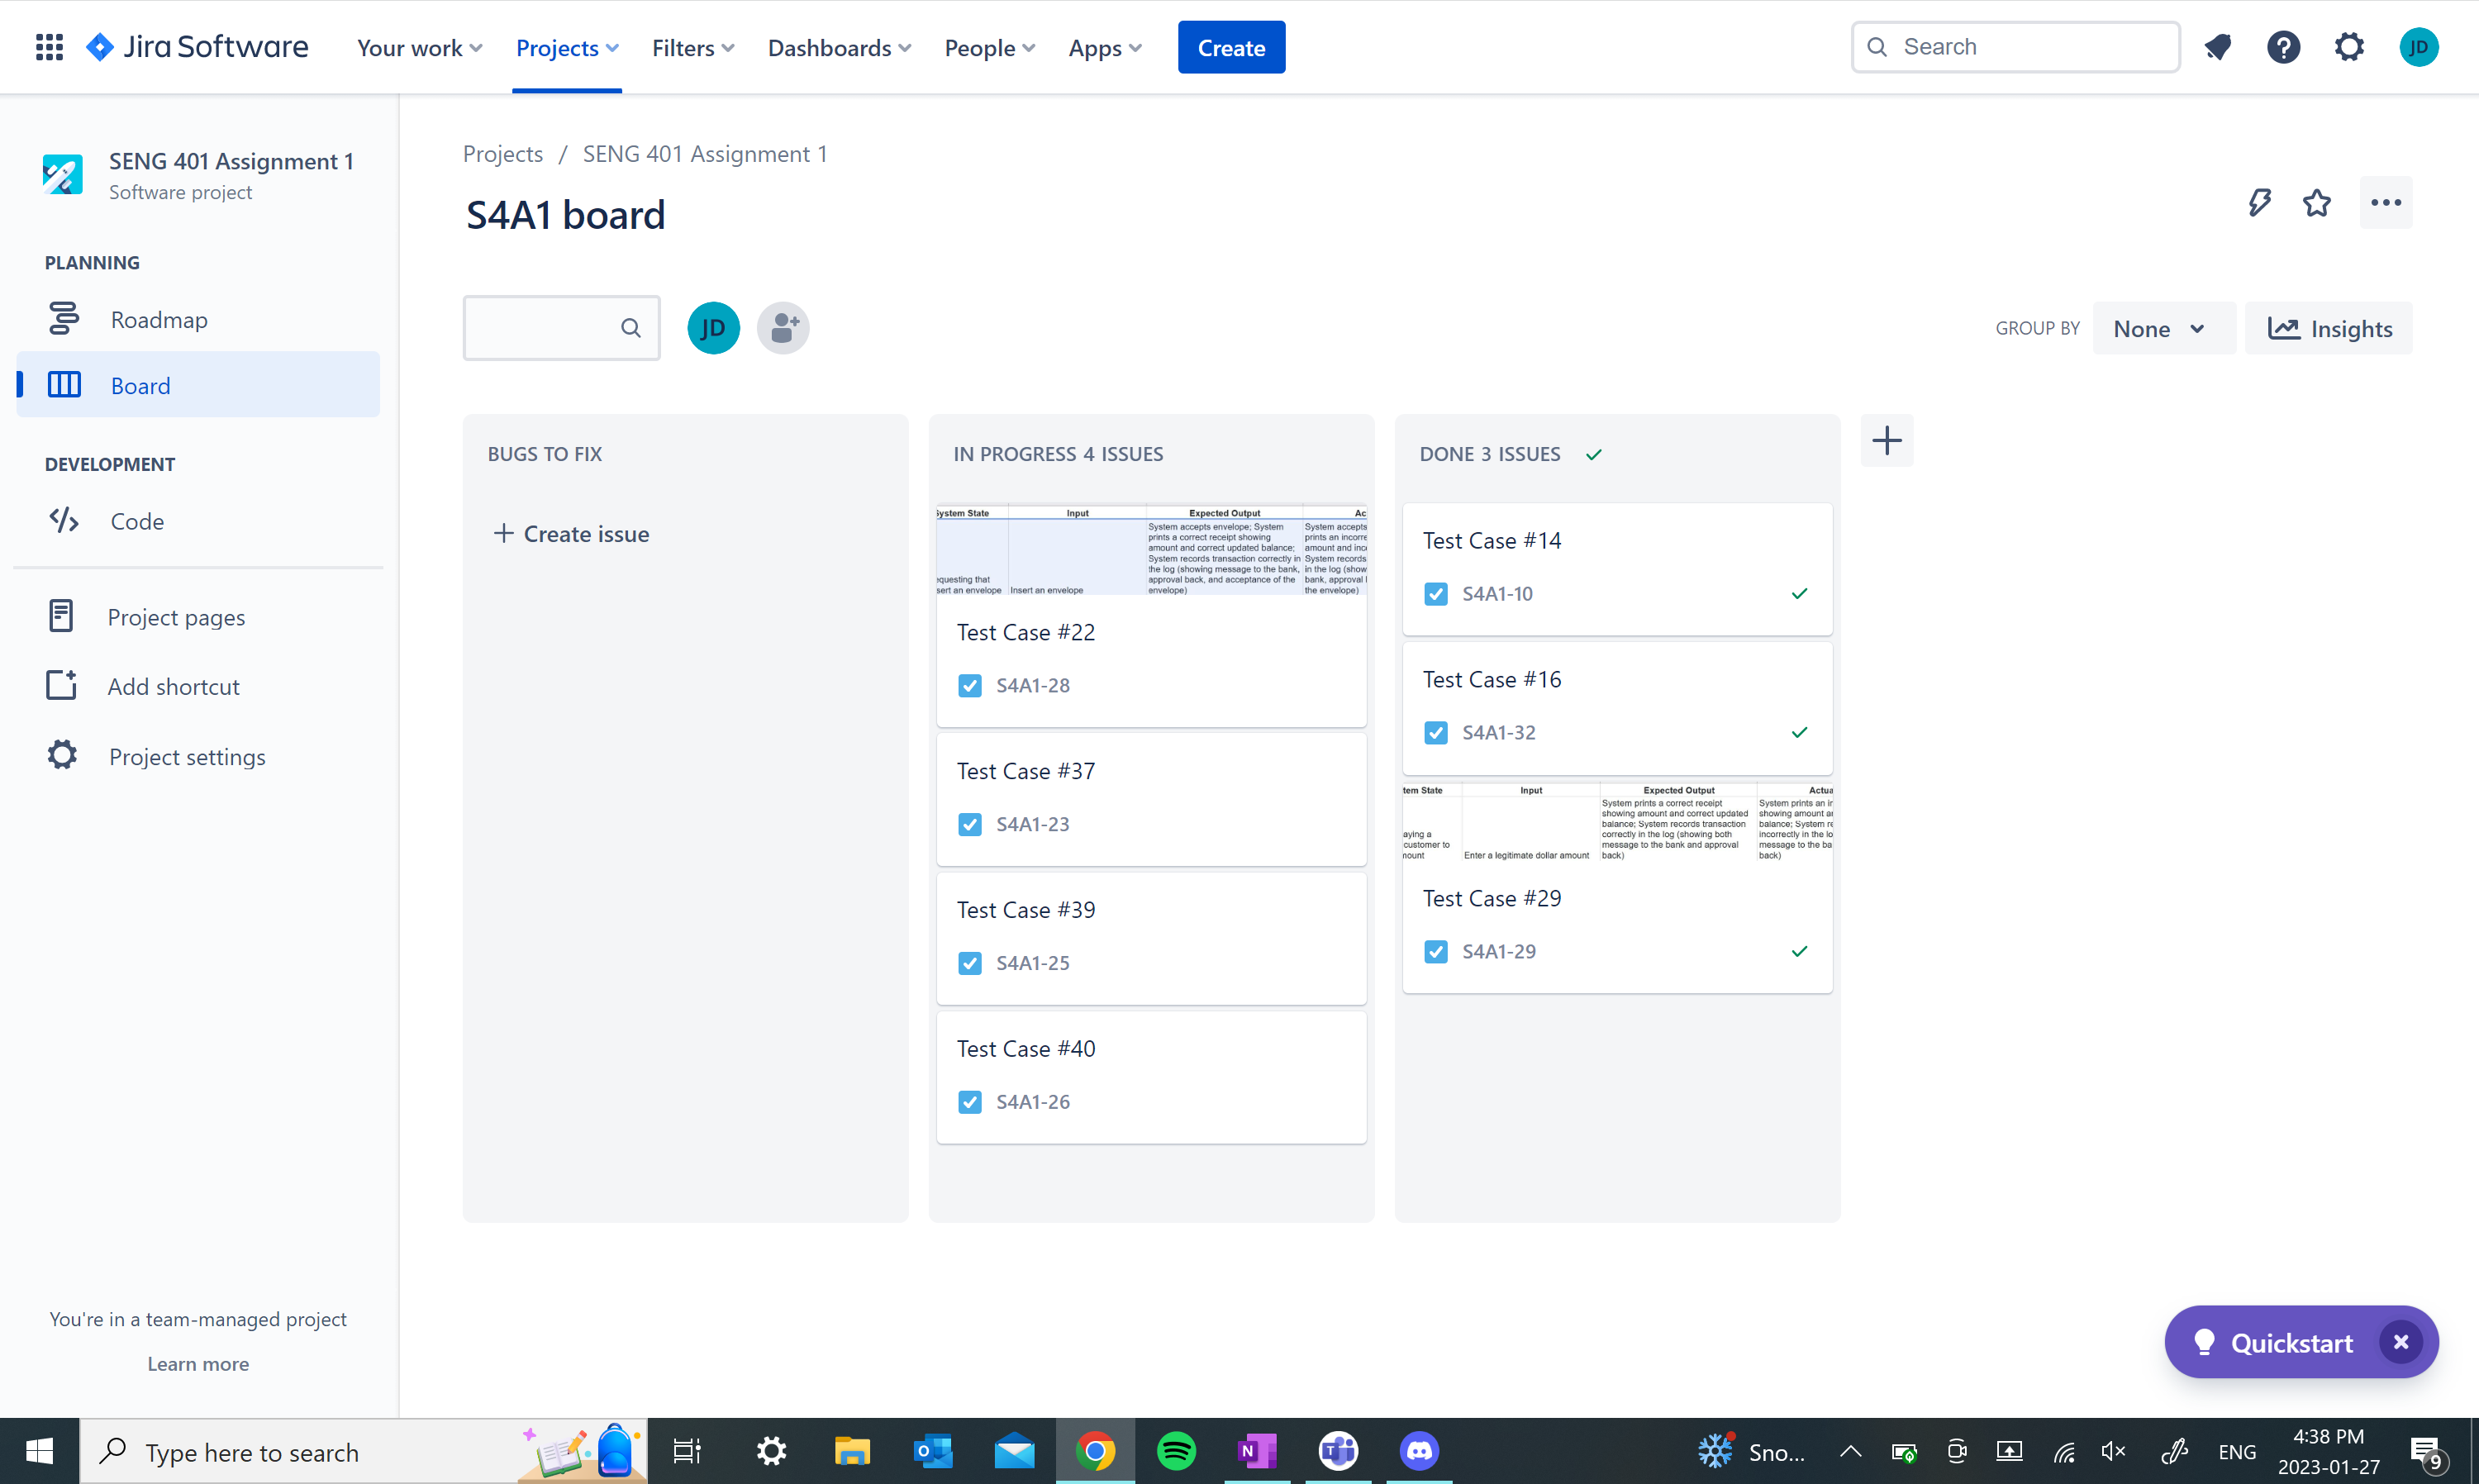 Jira Software
Your work
Projects
Filters
Dashboards
People
Apps
Create
Search
JD
SENG 401 Assignment 1
Software project
PLANNING
Roadmap
Board
DEVELOPMENT
Code
Project pages
Add shortcut
Project settings
You're in a team-managed project
Learn more
Projects / SENG 401 Assignment 1
S4A1 board
JD
GROUP BY
None
Insights
BUGS TO FIX
Create issue
IN PROGRESS 4 ISSUES
System State Input Expected Output Ac
System accepts envelope; System System accepts
prints a correct receipt showing prints an incorre
amount and correct updated balance; amount and inco
System records transaction correctly in System records
the log (showing message to the bank, in the log (show
equesting that approval back, and acceptance of the bank, approval
sert an envelope Insert an envelope envelope) the envelope)
Test Case #22
S4A1-28
Test Case #37
S4A1-23
Test Case #39
S4A1-25
Test Case #40
S4A1-26
DONE 3 ISSUES
Test Case #14
S4A1-10
Test Case #16
S4A1-32
tem State Input Expected Output Actua
System prints a correct receipt System prints an in
showing amount and correct updated showing amount a
balance; System records transaction balance; System re
aying a correctly in the log (showing both incorrectly in the lo
customer to message to the bank and approval message to the ba
mount Enter a legitimate dollar amount back) back)
Test Case #29
S4A1-29
Quickstart
Type here to search
Sno...
ENG
4:38 PM
2023-01-27
9